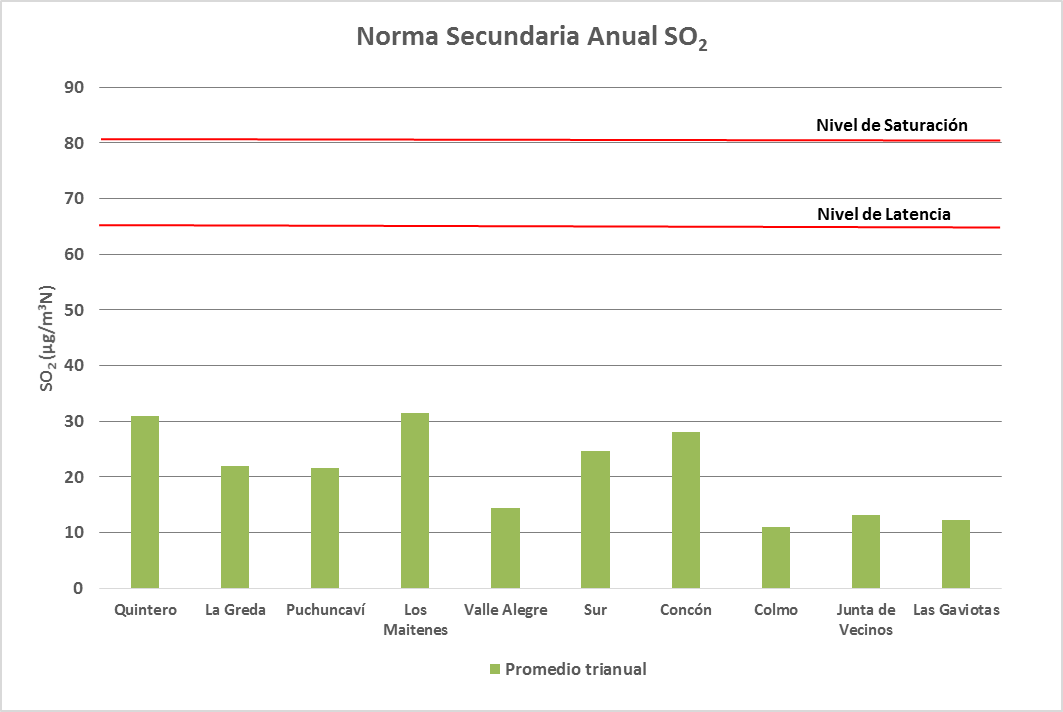 Norma Secundaria Anual SO₂
90
80
70
60
50
40
30
20
10
0
SO₂ (µg/m³N)
Nivel de Saturación
Nivel de Latencia
Quintero
La Greda
Puchuncaví
Los
Maitenes
Valle Alegre
Sur
Concón
Colmo
Junta de
Vecinos
Las Gaviotas
Promedio trianual